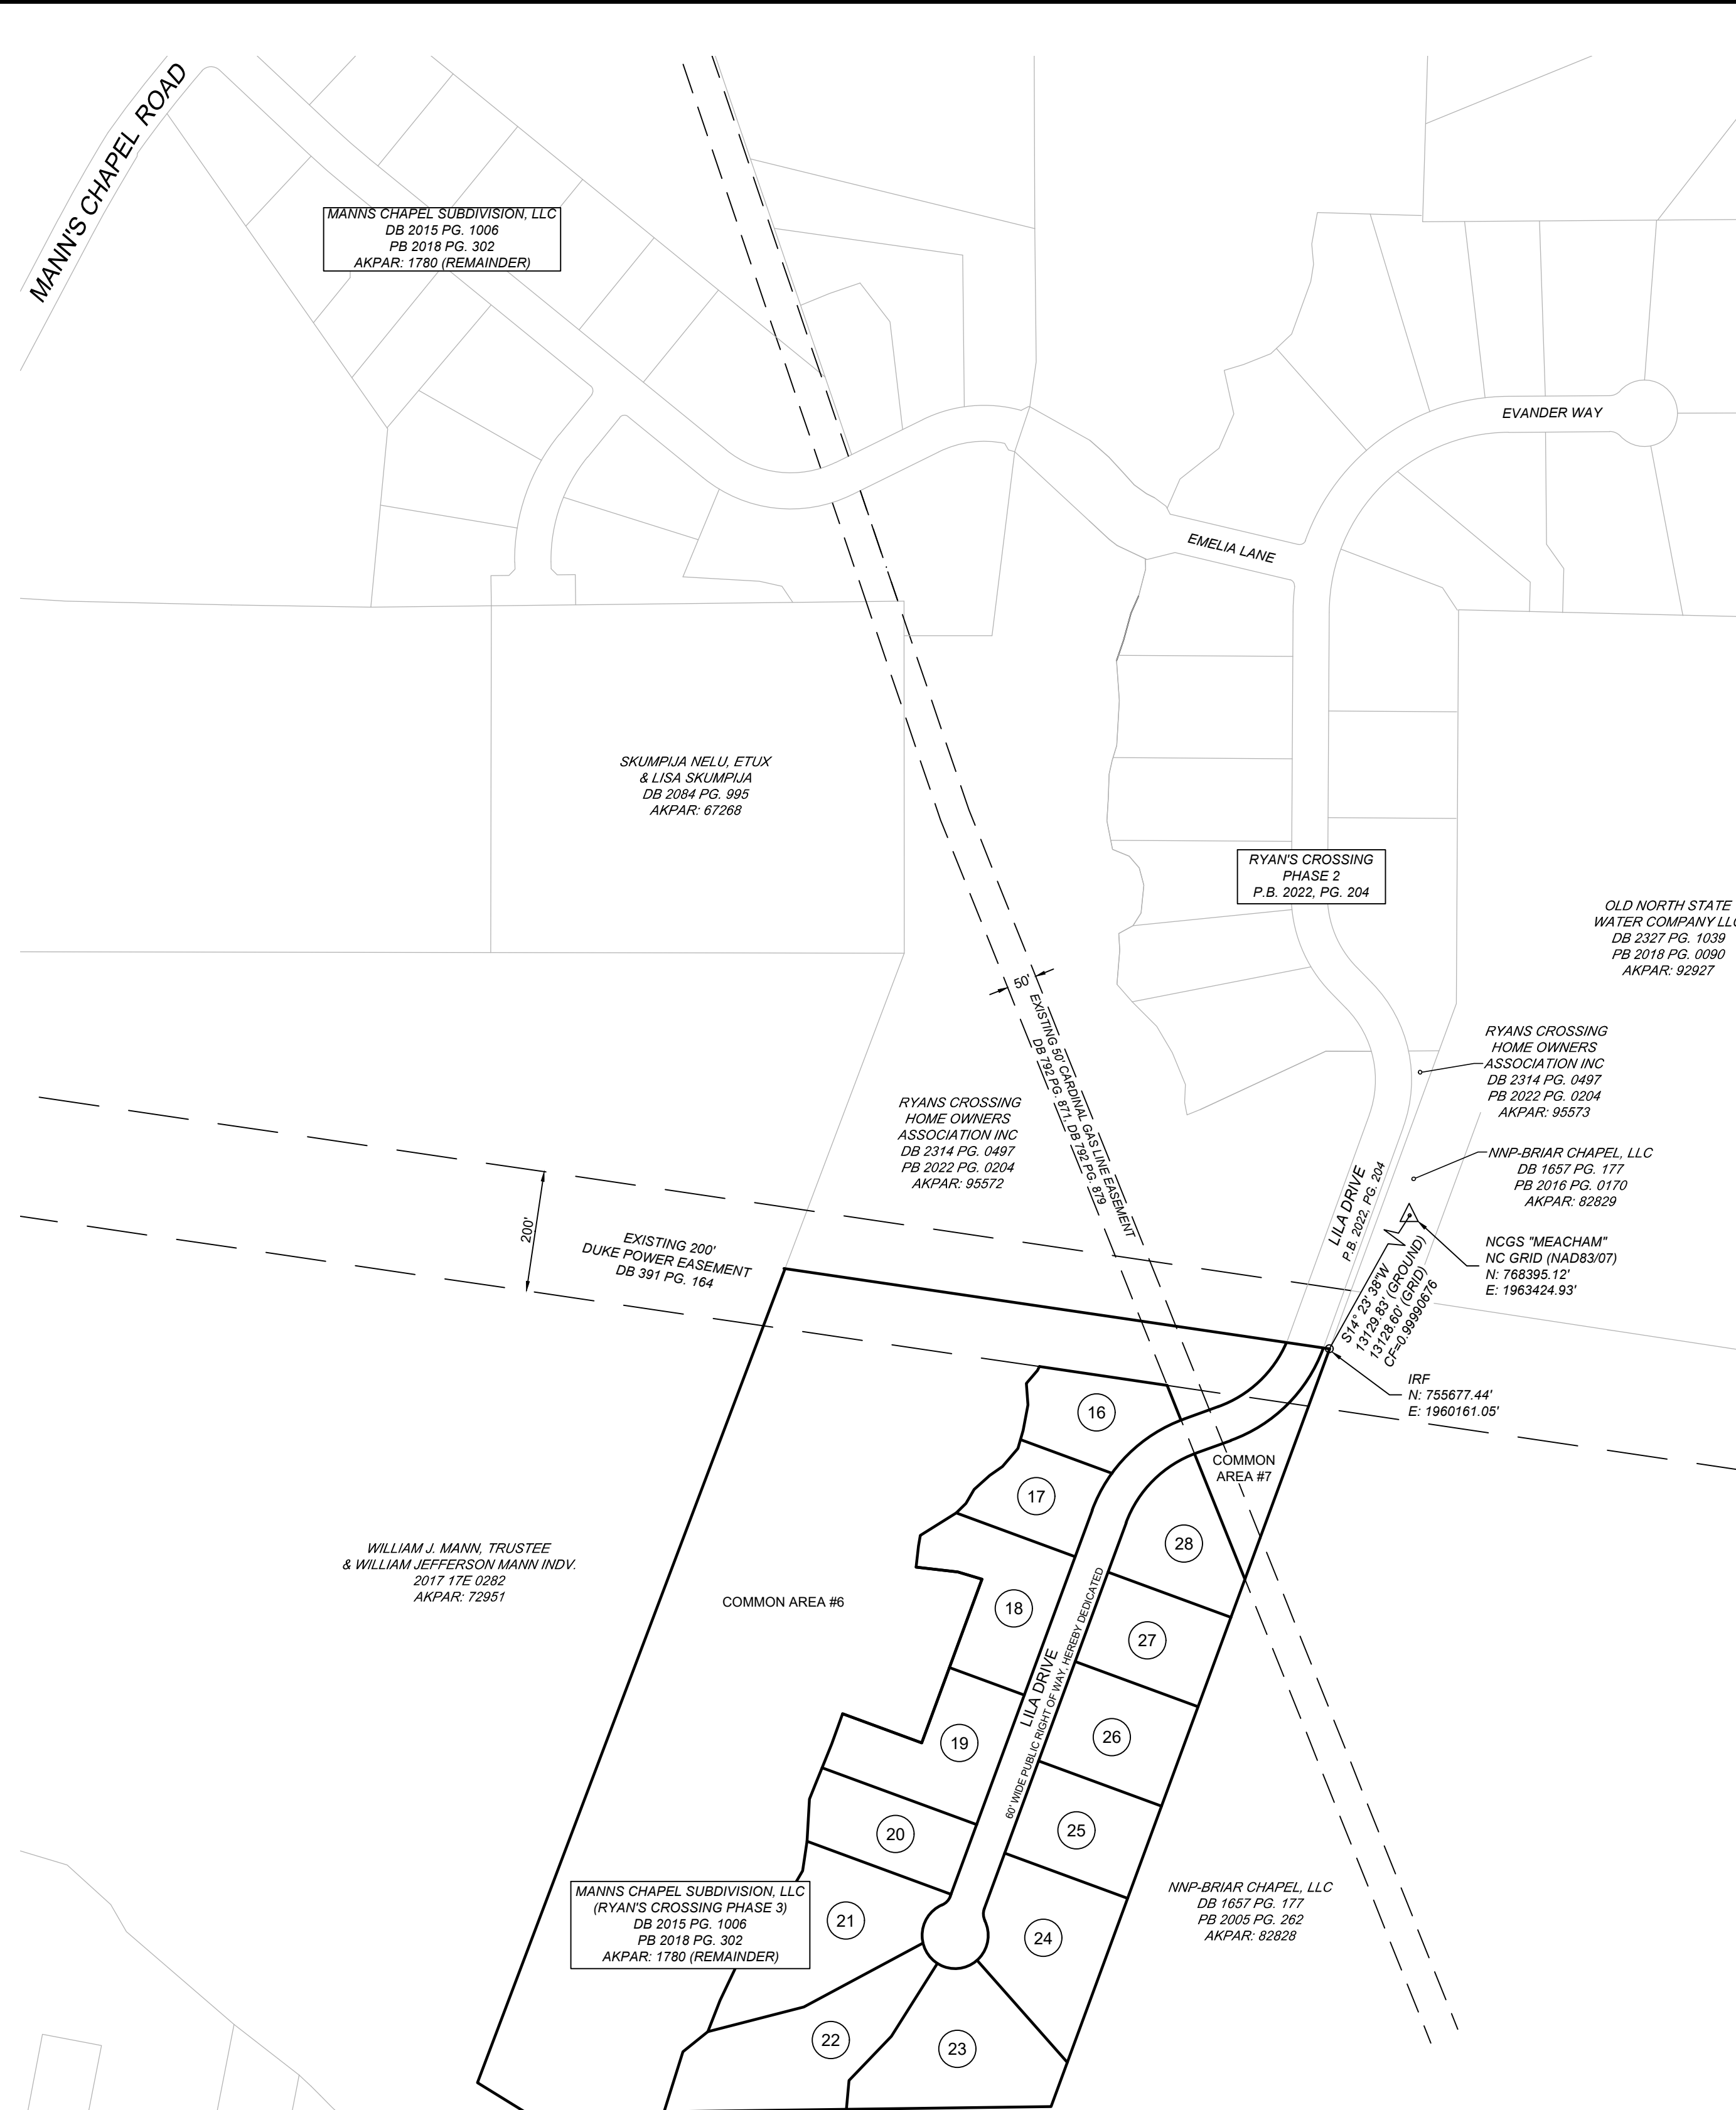 MANN'S CHAPEL ROAD
MANNS CHAPEL SUBDIVISION, LLC
DB 2015 PG. 1006
PB 2018 PG. 302
AKPAR: 1780 (REMAINDER)
EVANDER WAY
EMELIA LANE
SKUMPIJA NELU, ETUX
& LISA SKUMPIJA
DB 2084 PG. 995
AKPAR: 67268
RYAN'S CROSSING
PHASE 2
P.B. 2022, PG. 204
OLD NORTH STATE
WATER COMPANY LLC
DB 2327 PG. 1039
PB 2018 PG. 0090
AKPAR: 92927
50'
EXISTING 50' CARDINAL GAS LINE EASEMENT
DB 792 PG. 871, DB 792 PG. 879
RYANS CROSSING
HOME OWNERS
ASSOCIATION INC
DB 2314 PG. 0497
PB 2022 PG. 0204
AKPAR: 95573
RYANS CROSSING
HOME OWNERS
ASSOCIATION INC
DB 2314 PG. 0497
PB 2022 PG. 0204
AKPAR: 95572
NNP-BRIAR CHAPEL, LLC
DB 1657 PG. 177
PB 2016 PG. 0170
AKPAR: 82829
LILA DRIVE
P.B. 2022, PG. 204
200'
EXISTING 200'
DUKE POWER EASEMENT
DB 391 PG. 164
NCGS "MEACHAM"
NC GRID (NAD83/07)
N: 768395.12'
E: 1963424.93'
S14° 23' 38"W
13129.83' (GROUND)
13128.60' (GRID)
CF=0.99990676
IRF
N: 755677.44'
E: 1960161.05'
16
COMMON
AREA #7
17
28
WILLIAM J. MANN, TRUSTEE
& WILLIAM JEFFERSON MANN INDV.
2017 17E 0282
AKPAR: 72951
COMMON AREA #6
18
27
LILA DRIVE
60' WIDE PUBLIC RIGHT OF WAY, HEREBY DEDICATED
19
26
20
25
MANNS CHAPEL SUBDIVISION, LLC
(RYAN'S CROSSING PHASE 3)
DB 2015 PG. 1006
PB 2018 PG. 302
AKPAR: 1780 (REMAINDER)
21
24
NNP-BRIAR CHAPEL, LLC
DB 1657 PG. 177
PB 2005 PG. 262
AKPAR: 82828
22
23